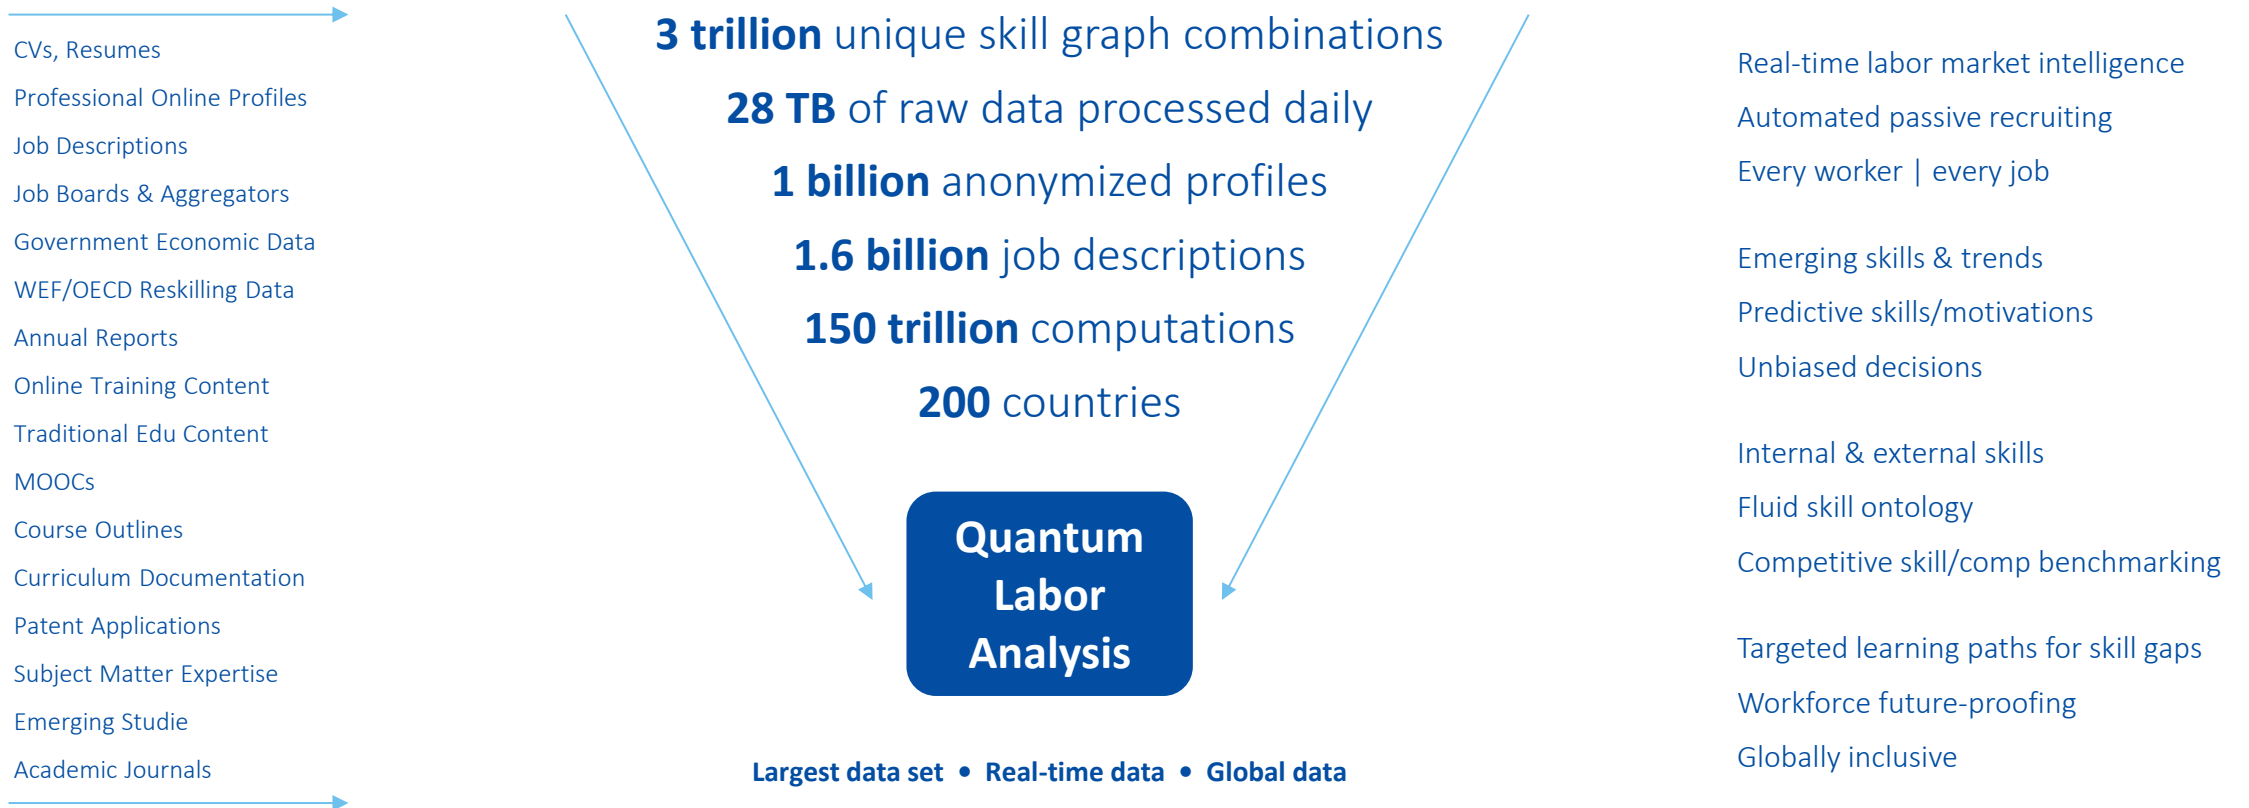 CVs, Resumes
Professional Online Profiles
Job Descriptions
Job Boards & Aggregators
Government Economic Data
WEF/OECD Reskilling Data
Annual Reports
Online Training Content
Traditional Edu Content
MOOCs
Course Outlines
Curriculum Documentation
Patent Applications
Subject Matter Expertise
Emerging Studie
Academic Journals
3 trillion unique skill graph combinations
28 TB of raw data processed daily
1 billion anonymized profiles
1.6 billion job descriptions
150 trillion computations
200 countries
Quantum
Labor
Analysis
Largest data set • Real-time data • Global data
Real-time labor market intelligence
Automated passive recruiting
Every worker | every job
Emerging skills & trends
Predictive skills/motivations
Unbiased decisions
Internal & external skills
Fluid skill ontology
Competitive skill/comp benchmarking
Targeted learning paths for skill gaps
Workforce future-proofing
Globally inclusive